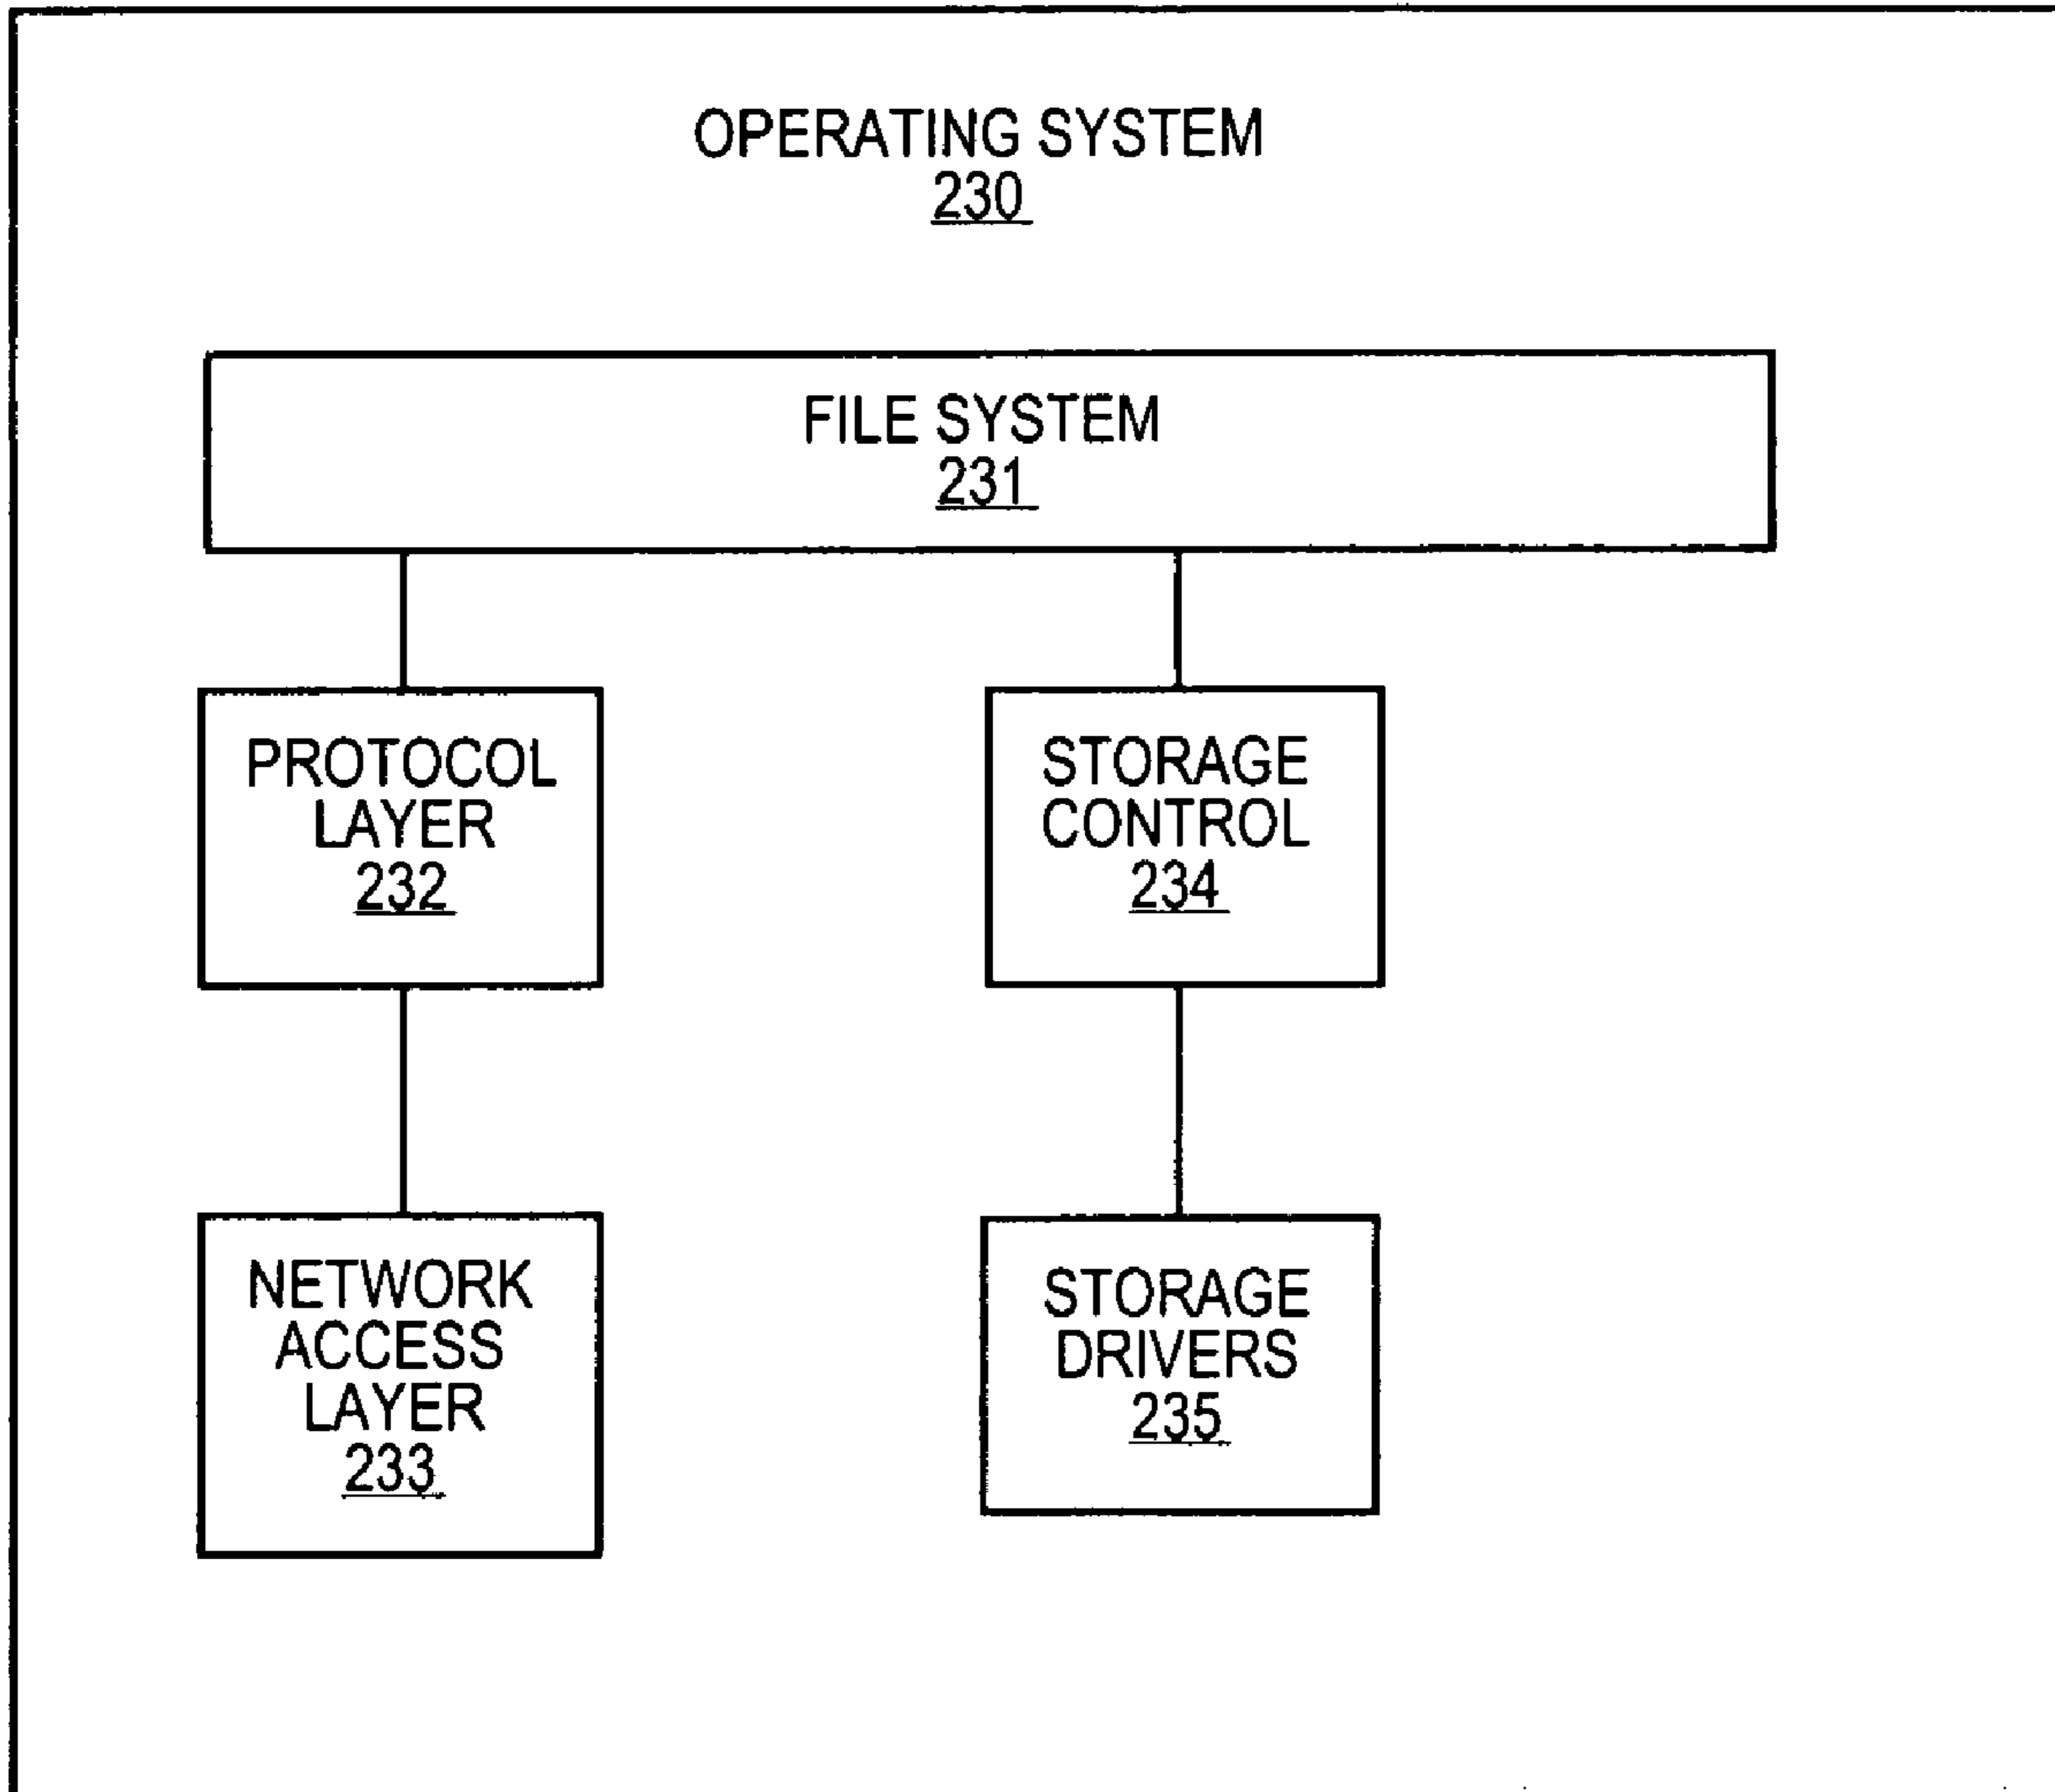 OPERATING SYSTEM
230
FILE SYSTEM
231
PROTOCOL
LAYER
232
STORAGE
CONTROL
234
NETWORK
ACCESS
LAYER
233
STORAGE
DRIVERS
235